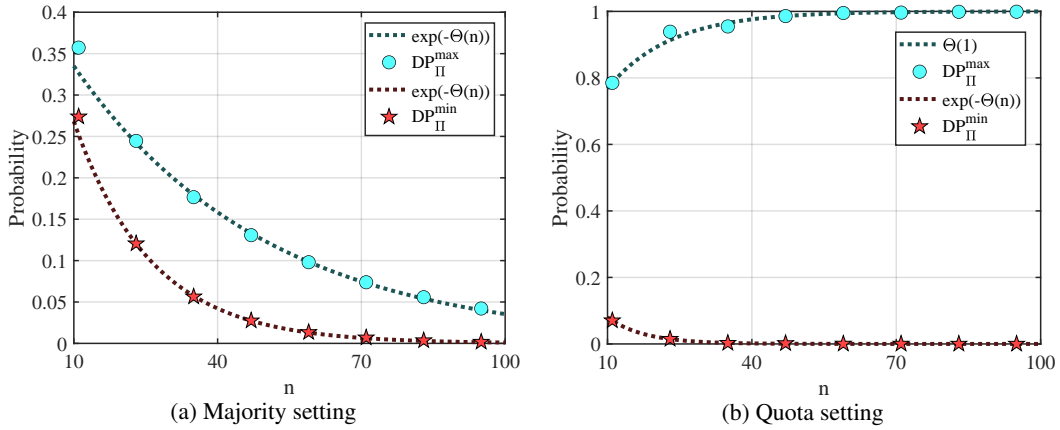 0.4
0.35
0.3
0.25
0.2
0.15
0.1
0.05
0
Probability
exp(-Θ(n))
DP_Π^max
exp(-Θ(n))
DP_Π^min
10 40 70 100
n
(a) Majority setting
1
0.8
0.6
0.4
0.2
0
Probability
Θ(1)
DP_Π^max
exp(-Θ(n))
DP_Π^min
10 40 70 100
n
(b) Quota setting